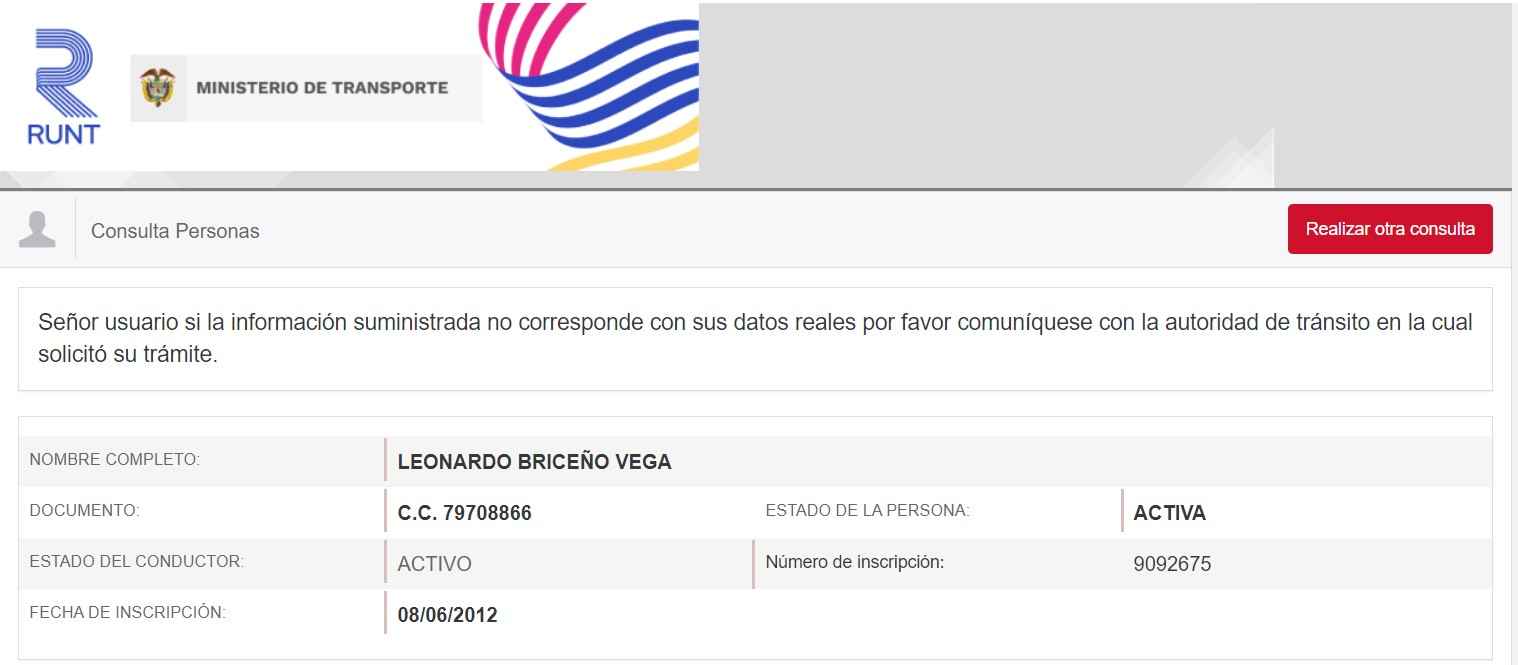 RUNT
MINISTERIO DE TRANSPORTE
Consulta Personas
Realizar otra consulta
Señor usuario si la información suministrada no corresponde con sus datos reales por favor comuníquese con la autoridad de tránsito en la cual
solicitó su trámite.
NOMBRE COMPLETO: LEONARDO BRICEÑO VEGA
DOCUMENTO: C.C. 79708866 ESTADO DE LA PERSONA: ACTIVA
ESTADO DEL CONDUCTOR: ACTIVO Número de inscripción: 9092675
FECHA DE INSCRIPCIÓN: 08/06/2012